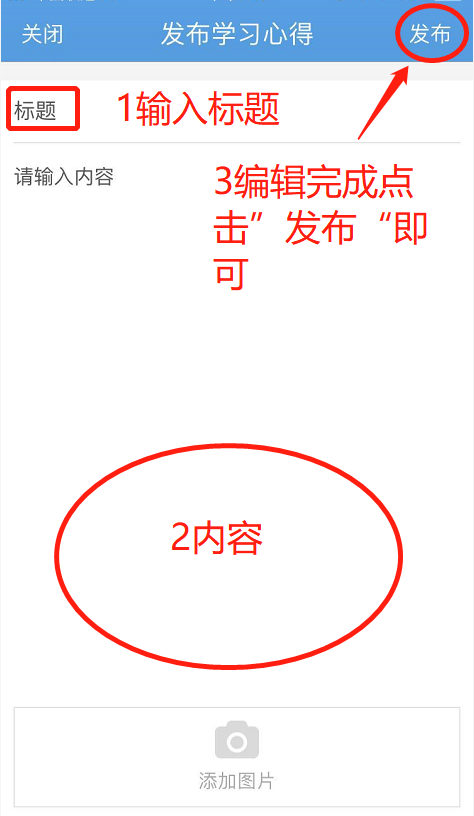 关闭 发布学习心得 发布
标题 1输入标题
请输入内容
3编辑完成点
击”发布“即
可
2内容
添加图片